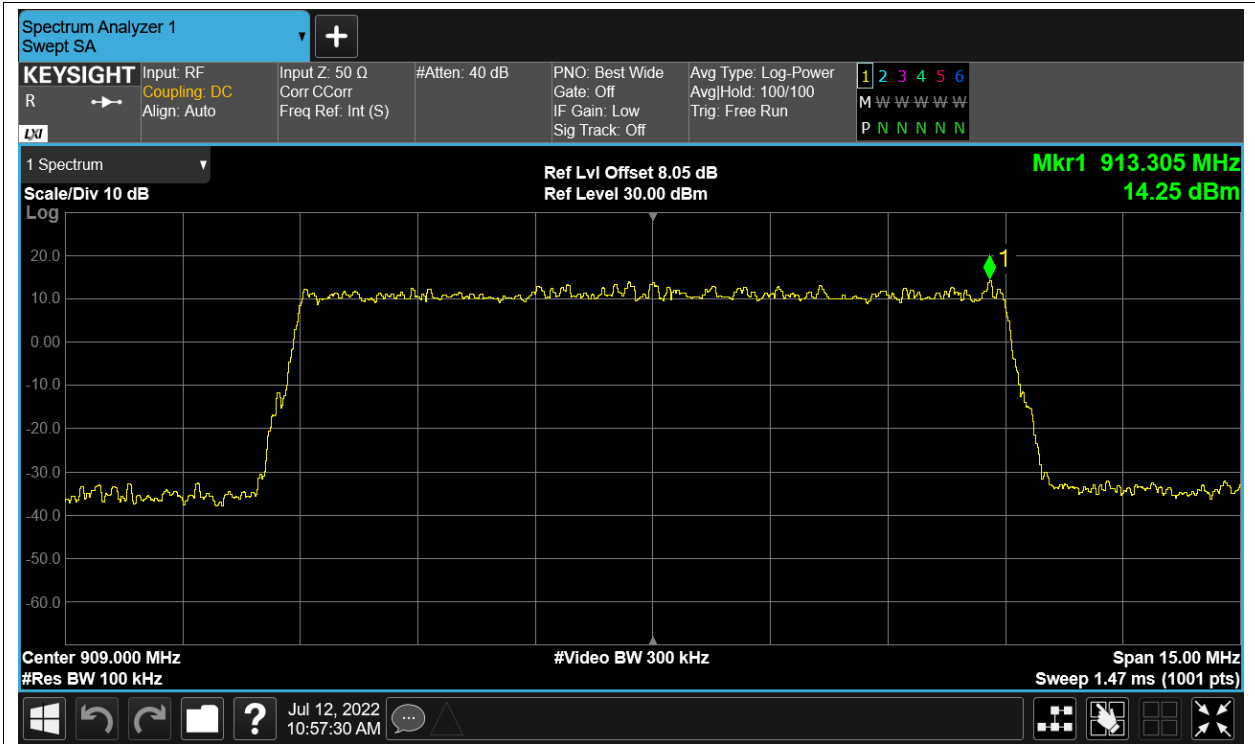 Spectrum Analyzer 1
Swept SA
+
KEYSIGHT Input: RF Input Z: 50 Ω #Atten: 40 dB PNO: Best Wide Avg Type: Log-Power 1 2 3 4 5 6
R Coupling: DC Corr CCorr Gate: Off Avg|Hold: 100/100 M W W W W W
Align: Auto Freq Ref: Int (S) IF Gain: Low Trig: Free Run
LXI Sig Track: Off P N N N N N
1 Spectrum Ref Lvl Offset 8.05 dB Mkr1 913.305 MHz
Scale/Div 10 dB Ref Level 30.00 dBm 14.25 dBm
Log
20.0
1
10.0
0.00
-10.0
-20.0
-30.0
-40.0
-50.0
-60.0
Center 909.000 MHz #Video BW 300 kHz Span 15.00 MHz
#Res BW 100 kHz Sweep 1.47 ms (1001 pts)
? Jul 12, 2022
10:57:30 AM